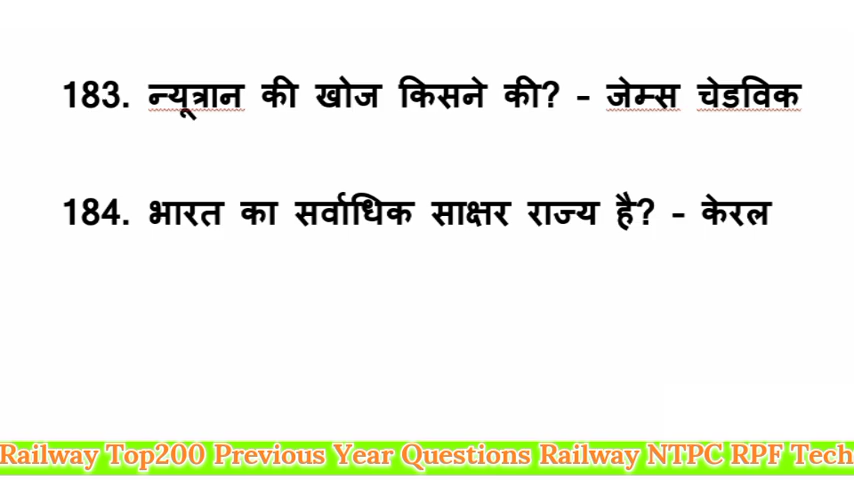 183. न्यूत्रान की खोज किसने की? - जेम्स चेडविक
184. भारत का सर्वाधिक साक्षर राज्य है? - केरल
Railway Top200 Previous Year Questions Railway NTPC RPF Tech